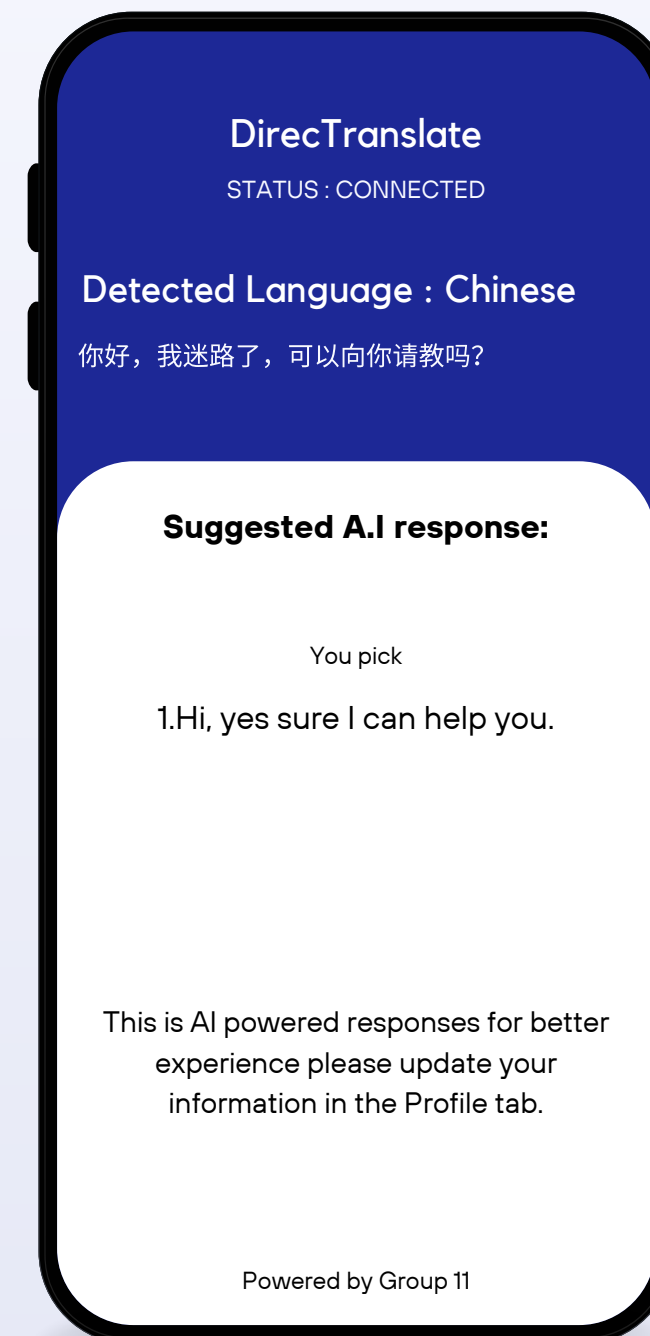 DirecTranslate
STATUS : CONNECTED
Detected Language : Chinese
你好，我迷路了，可以向你请教吗？
Suggested A.I response:
You pick
1.Hi, yes sure I can help you.
This is AI powered responses for better
experience please update your
information in the Profile tab.
Powered by Group 11